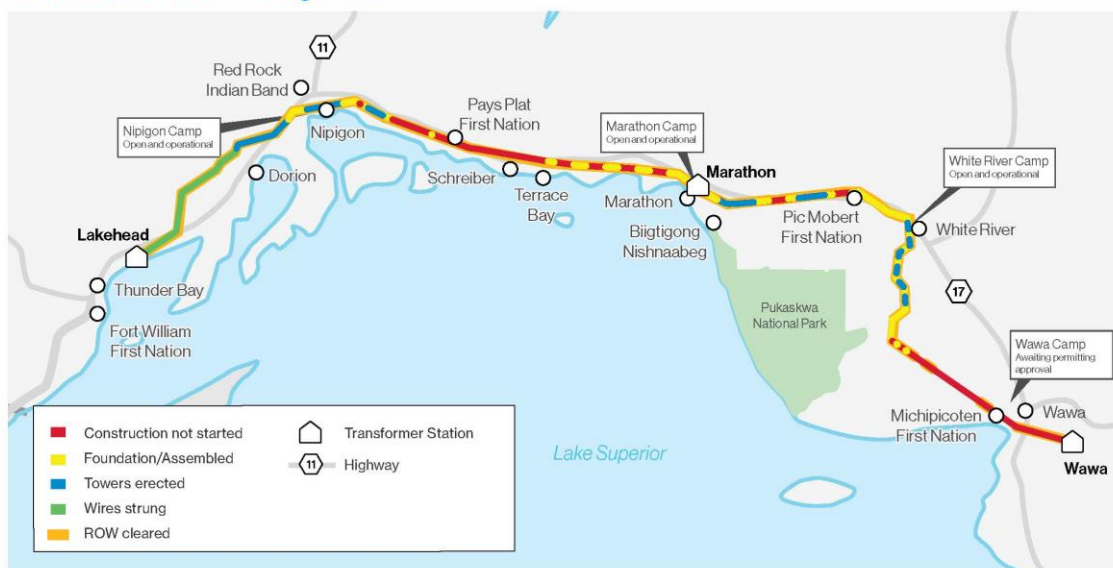 11
Red Rock
Indian Band
Nipigon Camp
Open and operational
Nipigon
Pays Plat
First Nation
Marathon Camp
Open and operational
Marathon
White River Camp
Open and operational
Dorion
Schreiber
Terrace
Bay
Marathon
Biigtigong
Nishnaabeg
Pic Mobert
First Nation
White River
Lakehead
Thunder Bay
Fort William
First Nation
Pukaskwa
National Park
17
Wawa Camp
Awaiting permitting
approval
Michipicoten
First Nation
Wawa
Wawa
Lake Superior
Construction not started
Foundation/Assembled
Towers erected
Wires strung
ROW cleared
Transformer Station
11
Highway